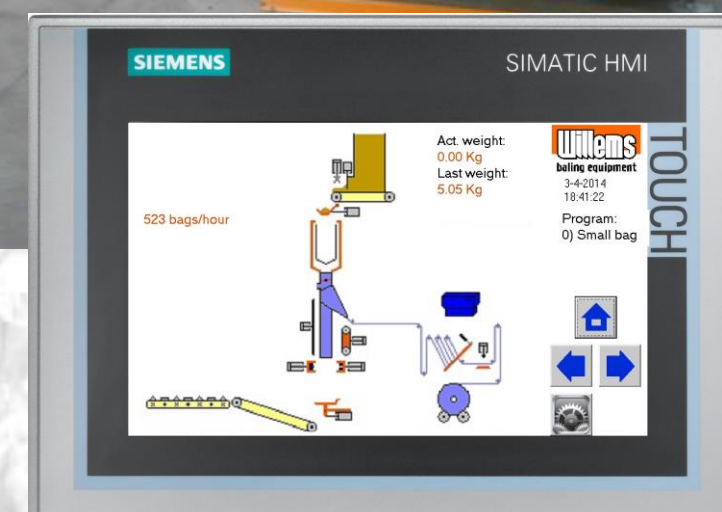 SIEMENS
SIMATIC HMI
TOUCH
Act. weight:
0.00 Kg
Last weight:
5.05 Kg
Willems
baling equipment
3-4-2014
18:41:22
523 bags/hour
Program:
0) Small bag